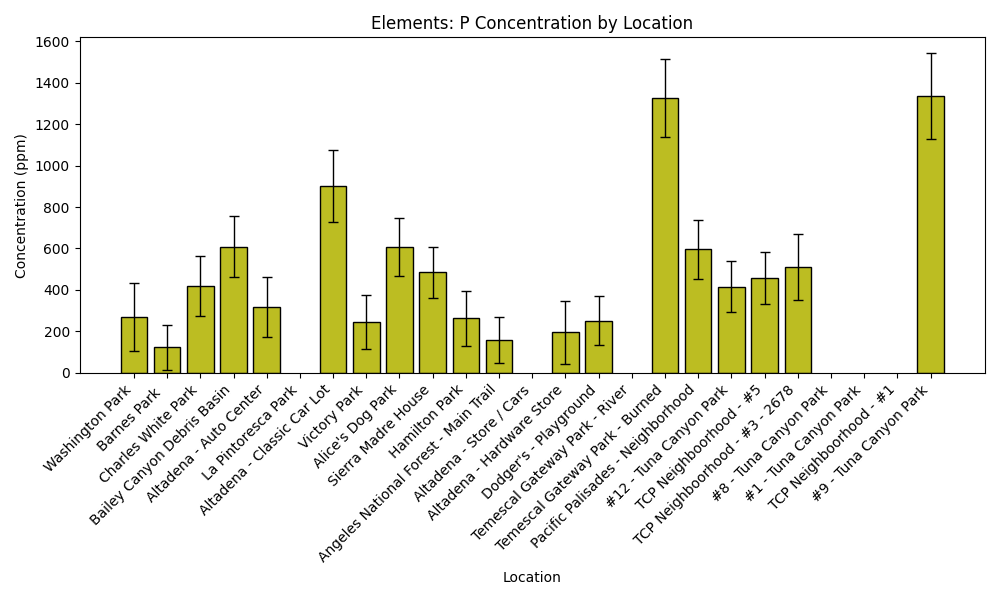 Elements: P Concentration by Location
Concentration (ppm)
1600
1400
1200
1000
800
600
400
200
0
Washington Park
Barnes Park
Charles White Park
Bailey Canyon Debris Basin
Altadena - Auto Center
La Pintoresca Park
Altadena - Classic Car Lot
Victory Park
Alice's Dog Park
Sierra Madre House
Hamilton Park
Angeles National Forest - Main Trail
Altadena - Store / Cars
Altadena - Hardware Store
Dodger's - Playground
Temescal Gateway Park - River
Temescal Gateway Park - Burned
Pacific Palisades - Neighborhood
#12 - Tuna Canyon Park
TCP Neighborhood - #5
TCP Neighboorhood - #3 - 2678
#8 - Tuna Canyon Park
#1 - Tuna Canyon Park
TCP Neighborhood - #1
#9 - Tuna Canyon Park
Location